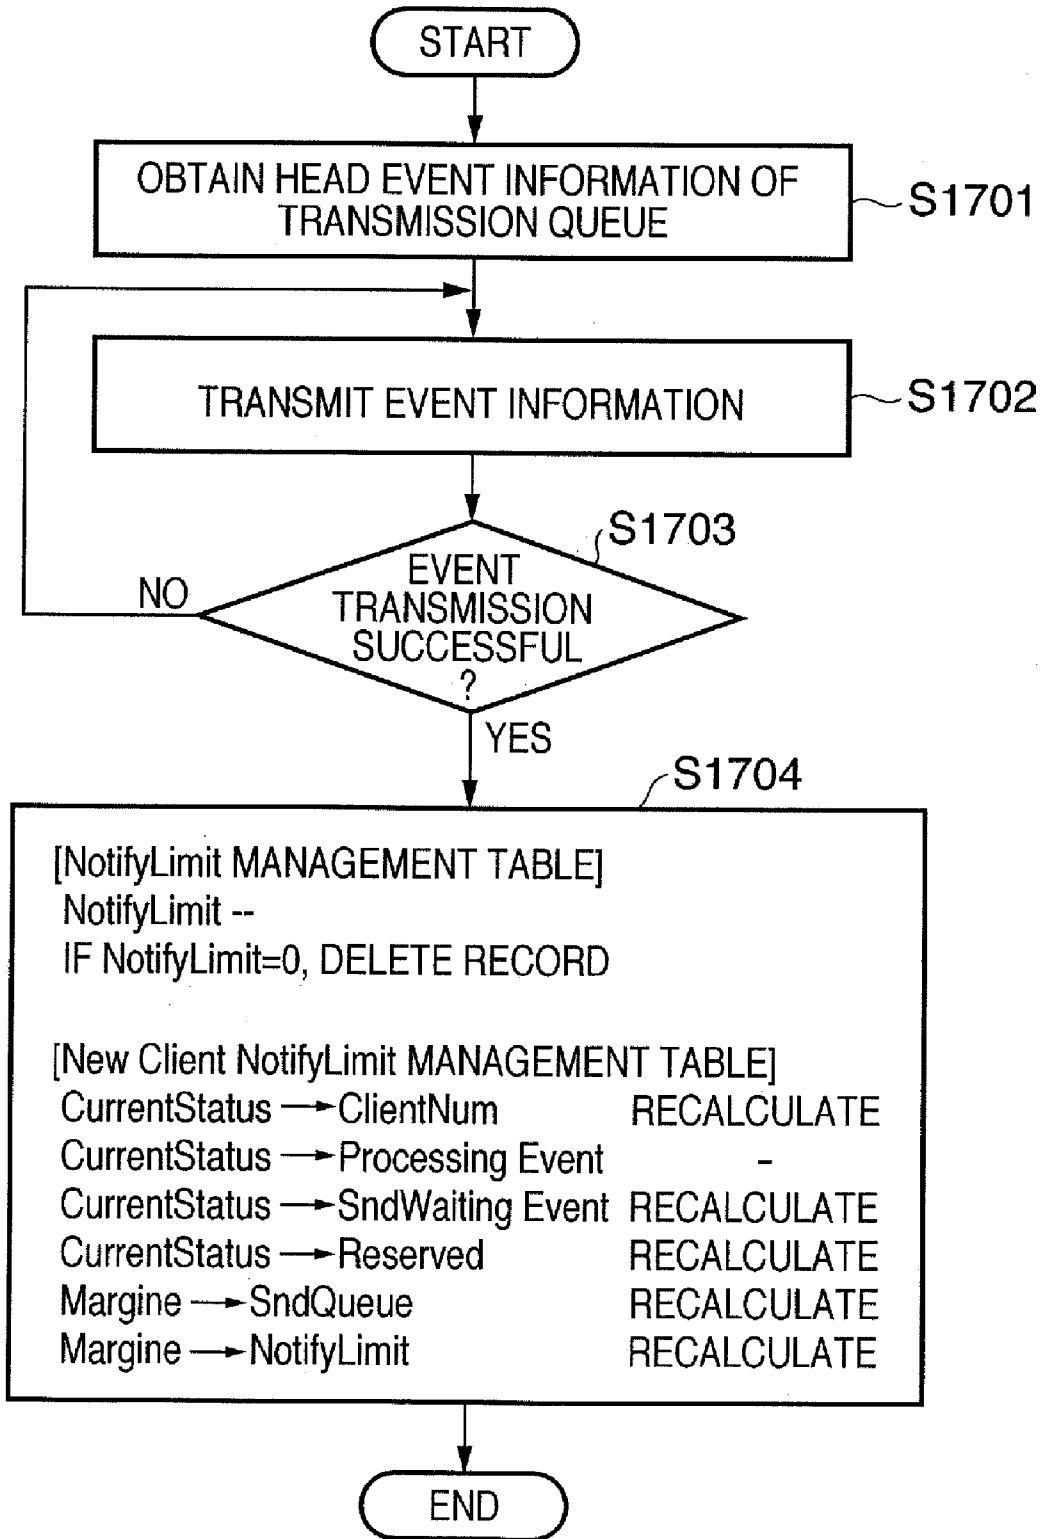 START
OBTAIN HEAD EVENT INFORMATION OF
TRANSMISSION QUEUE
S1701
TRANSMIT EVENT INFORMATION
S1702
S1703
EVENT
TRANSMISSION
SUCCESSFUL
?
NO
YES
S1704
[NotifyLimit MANAGEMENT TABLE]
NotifyLimit --
IF NotifyLimit=0, DELETE RECORD
[New Client NotifyLimit MANAGEMENT TABLE]
CurrentStatus → ClientNum RECALCULATE
CurrentStatus → Processing Event -
CurrentStatus → SndWaiting Event RECALCULATE
CurrentStatus → Reserved RECALCULATE
Margine → SndQueue RECALCULATE
Margine → NotifyLimit RECALCULATE
END